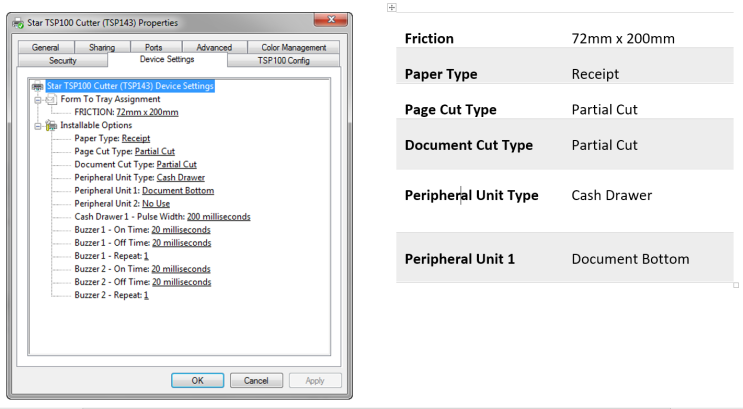 Star TSP100 Cutter (TSP143) Properties
General Sharing Ports Advanced Color Management
Security Device Settings TSP100 Config
Star TSP100 Cutter (TSP143) Device Settings
Form To Tray Assignment
FRICTION: 72mm x 200mm
Installable Options
Paper Type: Receipt
Page Cut Type: Partial Cut
Document Cut Type: Partial Cut
Peripheral Unit Type: Cash Drawer
Peripheral Unit 1: Document Bottom
Peripheral Unit 2: No Use
Cash Drawer 1 - Pulse Width: 200 milliseconds
Buzzer 1 - On Time: 20 milliseconds
Buzzer 1 - Off Time: 20 milliseconds
Buzzer 1 - Repeat: 1
Buzzer 2 - On Time: 20 milliseconds
Buzzer 2 - Off Time: 20 milliseconds
Buzzer 2 - Repeat: 1
OK Cancel Apply
Friction 72mm x 200mm
Paper Type Receipt
Page Cut Type Partial Cut
Document Cut Type Partial Cut
Peripheral Unit Type Cash Drawer
Peripheral Unit 1 Document Bottom